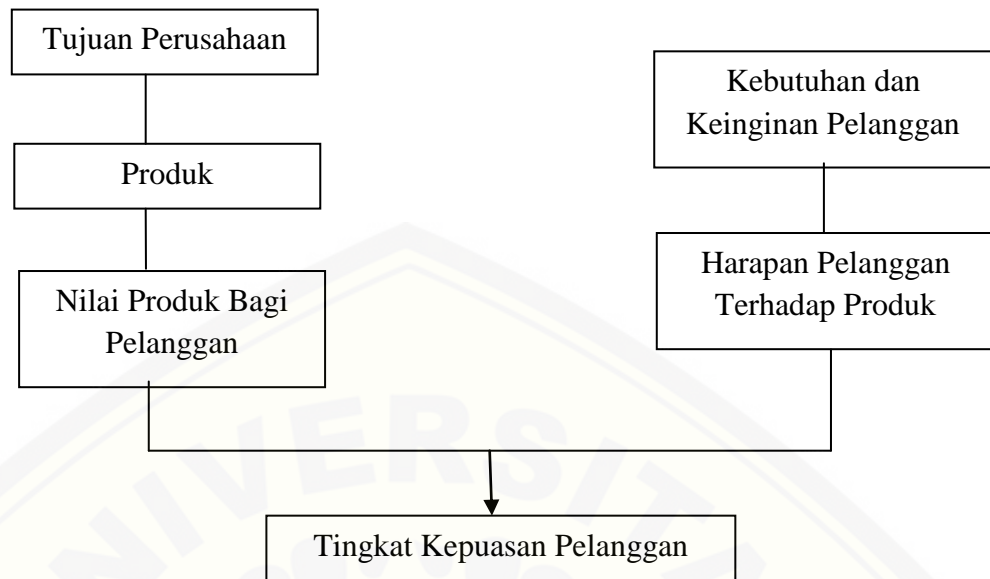 Tujuan Perusahaan
Kebutuhan dan
Keinginan Pelanggan
Produk
Harapan Pelanggan
Terhadap Produk
Nilai Produk Bagi
Pelanggan
Tingkat Kepuasan Pelanggan